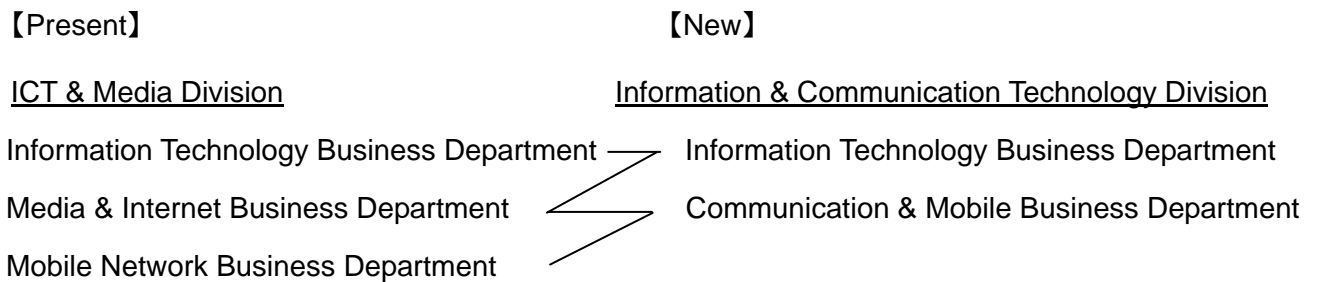 【Present】 【New】
ICT & Media Division Information & Communication Technology Division
Information Technology Business Department Information Technology Business Department
Media & Internet Business Department Communication & Mobile Business Department
Mobile Network Business Department